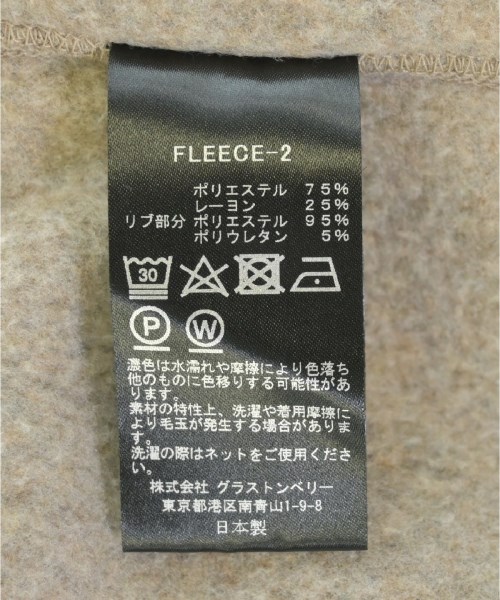 FLEECE-2
ポリエステル 75%
レーヨン 25%
リブ部分 ポリエステル 95%
ポリウレタン 5%
30
P W
濃色は水濡れや摩擦により色落ち
他のものに色移りする可能性があ
ります。
素材の特性上、洗濯や着用摩擦に
より毛玉が発生する場合がありま
す。
洗濯の際はネットをご使用くださ
い。
株式会社 グラストンベリー
東京都港区南青山1-9-8
日本製